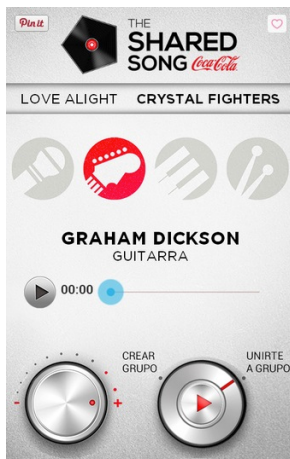 Pin it
THE
SHARED
SONG Coca-Cola
LOVE ALIGHT CRYSTAL FIGHTERS
GRAHAM DICKSON
GUITARRA
00:00
CREAR
GRUPO
UNIRTE
A GRUPO
- +